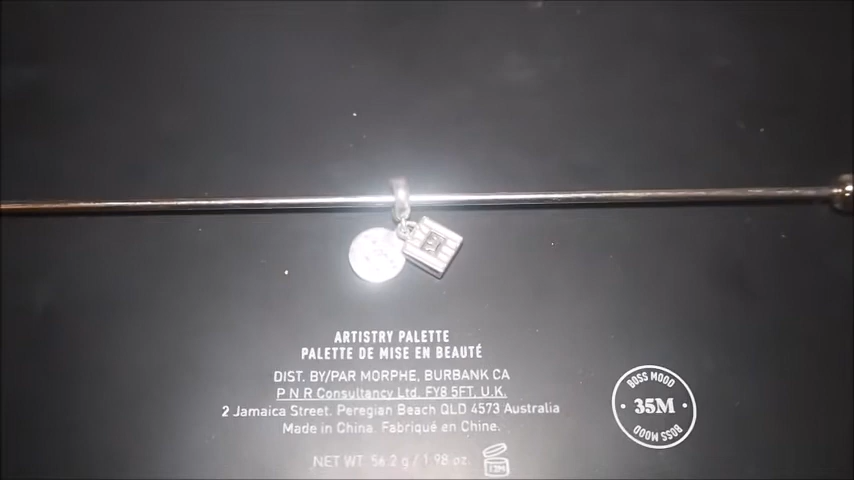 ARTISTRY PALETTE
PALETTE DE MISE EN BEAUTÉ
DIST. BY/PAR MORPHE, BURBANK CA
P N R Consultancy Ltd, FY8 5FT, U.K.
2 Jamaica Street, Peregian Beach QLD 4573 Australia
Made in China. Fabriqué en Chine.
NET WT. 56.2 g / 1.98 oz.
12M
BOSS MOOD
35M
BOSS MOOD